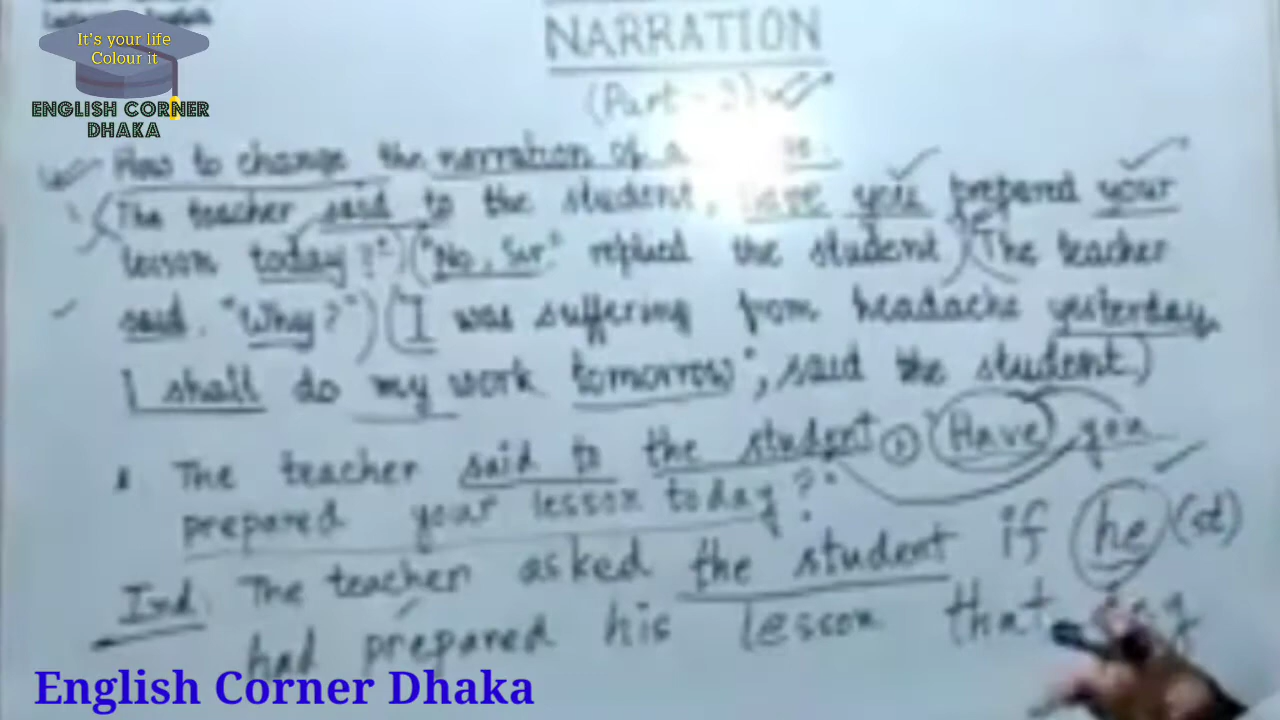 It's your life
Colour it
ENGLISH CORNER
DHAKA
NARRATION
(Part - 3)
How to change the narration of a
The teacher said to the student, "Have you prepared your
lesson today?" "No, Sir." replied the student. The teacher
said. "Why?" "I was suffering from headache yesterday,
I shall do my work tomorrow", said the student.
The teacher said to the student, "Have you
prepared your lesson today?"
Ind. The teacher asked the student if he (st)
had prepared his lesson that
English Corner Dhaka